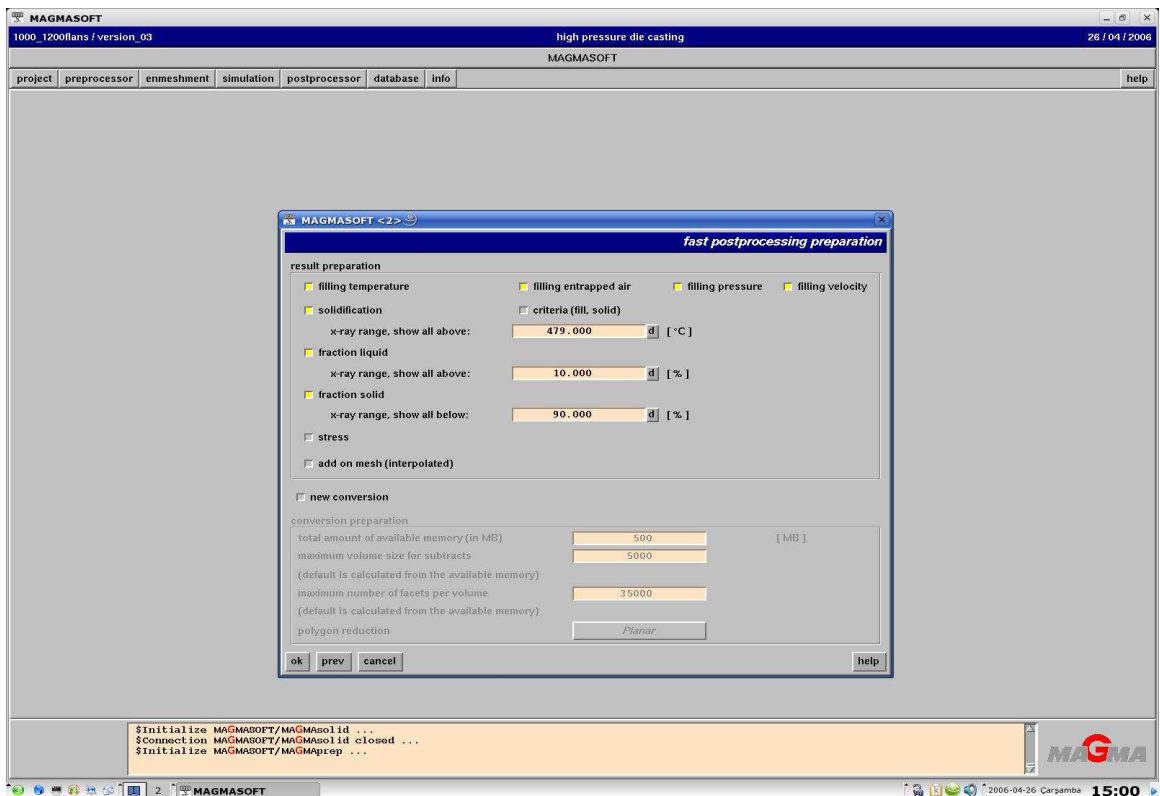 MAGMASOFT
1000_1200flans / version_03 high pressure die casting 26 / 04 / 2006
MAGMASOFT
project preprocessor enmeshment simulation postprocessor database info help
MAGMASOFT <2>
fast postprocessing preparation
result preparation
filling temperature filling entrapped air filling pressure filling velocity
solidification criteria (fill, solid)
x-ray range, show all above: 479.000 d [ °C ]
fraction liquid
x-ray range, show all above: 10.000 d [ % ]
fraction solid
x-ray range, show all below: 90.000 d [ % ]
stress
add on mesh (interpolated)
new conversion
conversion preparation
total amount of available memory (in MB) 500 [ MB ]
maximum volume size for subtracts 5000
(default is calculated from the available memory)
maximum number of facets per volume 35000
(default is calculated from the available memory)
polygon reduction Planar
ok prev cancel help
$Initialize MAGMASOFT/MAGMAsolid ...
$Connection MAGMAsolid closed ...
$Initialize MAGMASOFT/MAGMAprep ...
MAGMA
2 MAGMASOFT 2006-04-26 Çarşamba 15:00